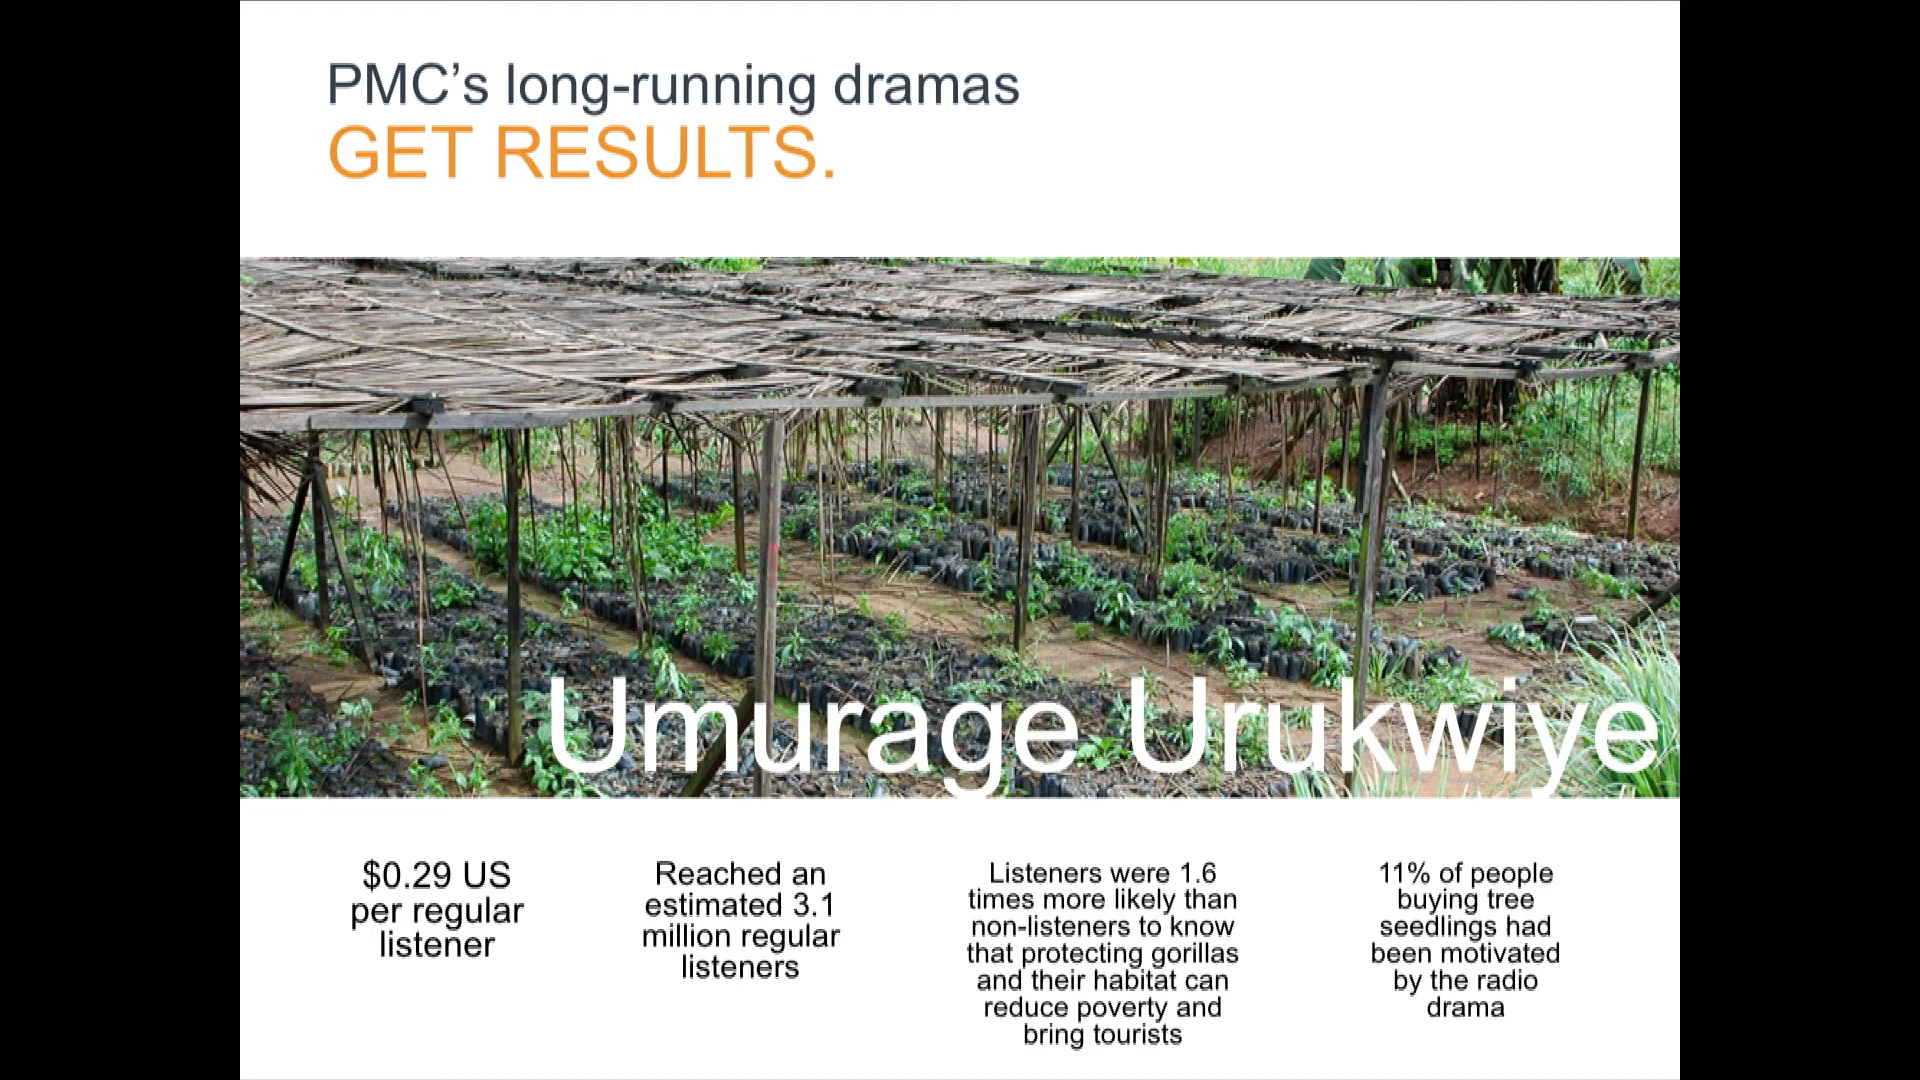 PMC’s long-running dramas
GET RESULTS.
Umurage Urukwiye
$0.29 US
per regular
listener
Reached an
estimated 3.1
million regular
listeners
Listeners were 1.6
times more likely than
non-listeners to know
that protecting gorillas
and their habitat can
reduce poverty and
bring tourists
11% of people
buying tree
seedlings had
been motivated
by the radio
drama